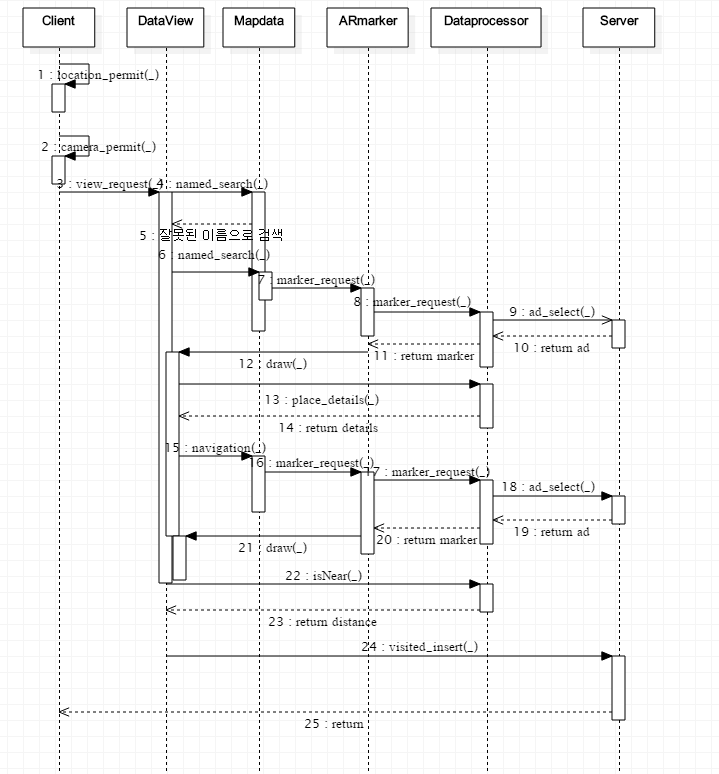 Client
DataView
Mapdata
ARmarker
Dataprocessor
Server
1 : location_permit(_)
2 : camera_permit(_)
3 : view_request(_)
4 : named_search(_)
5 : 잘못된 이름으로 검색
6 : named_search(_)
7 : marker_request(_)
8 : marker_request(_)
9 : ad_select(_)
10 : return ad
11 : return marker
12 : draw(_)
13 : place_details(_)
14 : return details
15 : navigation(_)
16 : marker_request(_)
17 : marker_request(_)
18 : ad_select(_)
19 : return ad
20 : return marker
21 : draw(_)
22 : isNear(_)
23 : return distance
24 : visited_insert(_)
25 : return